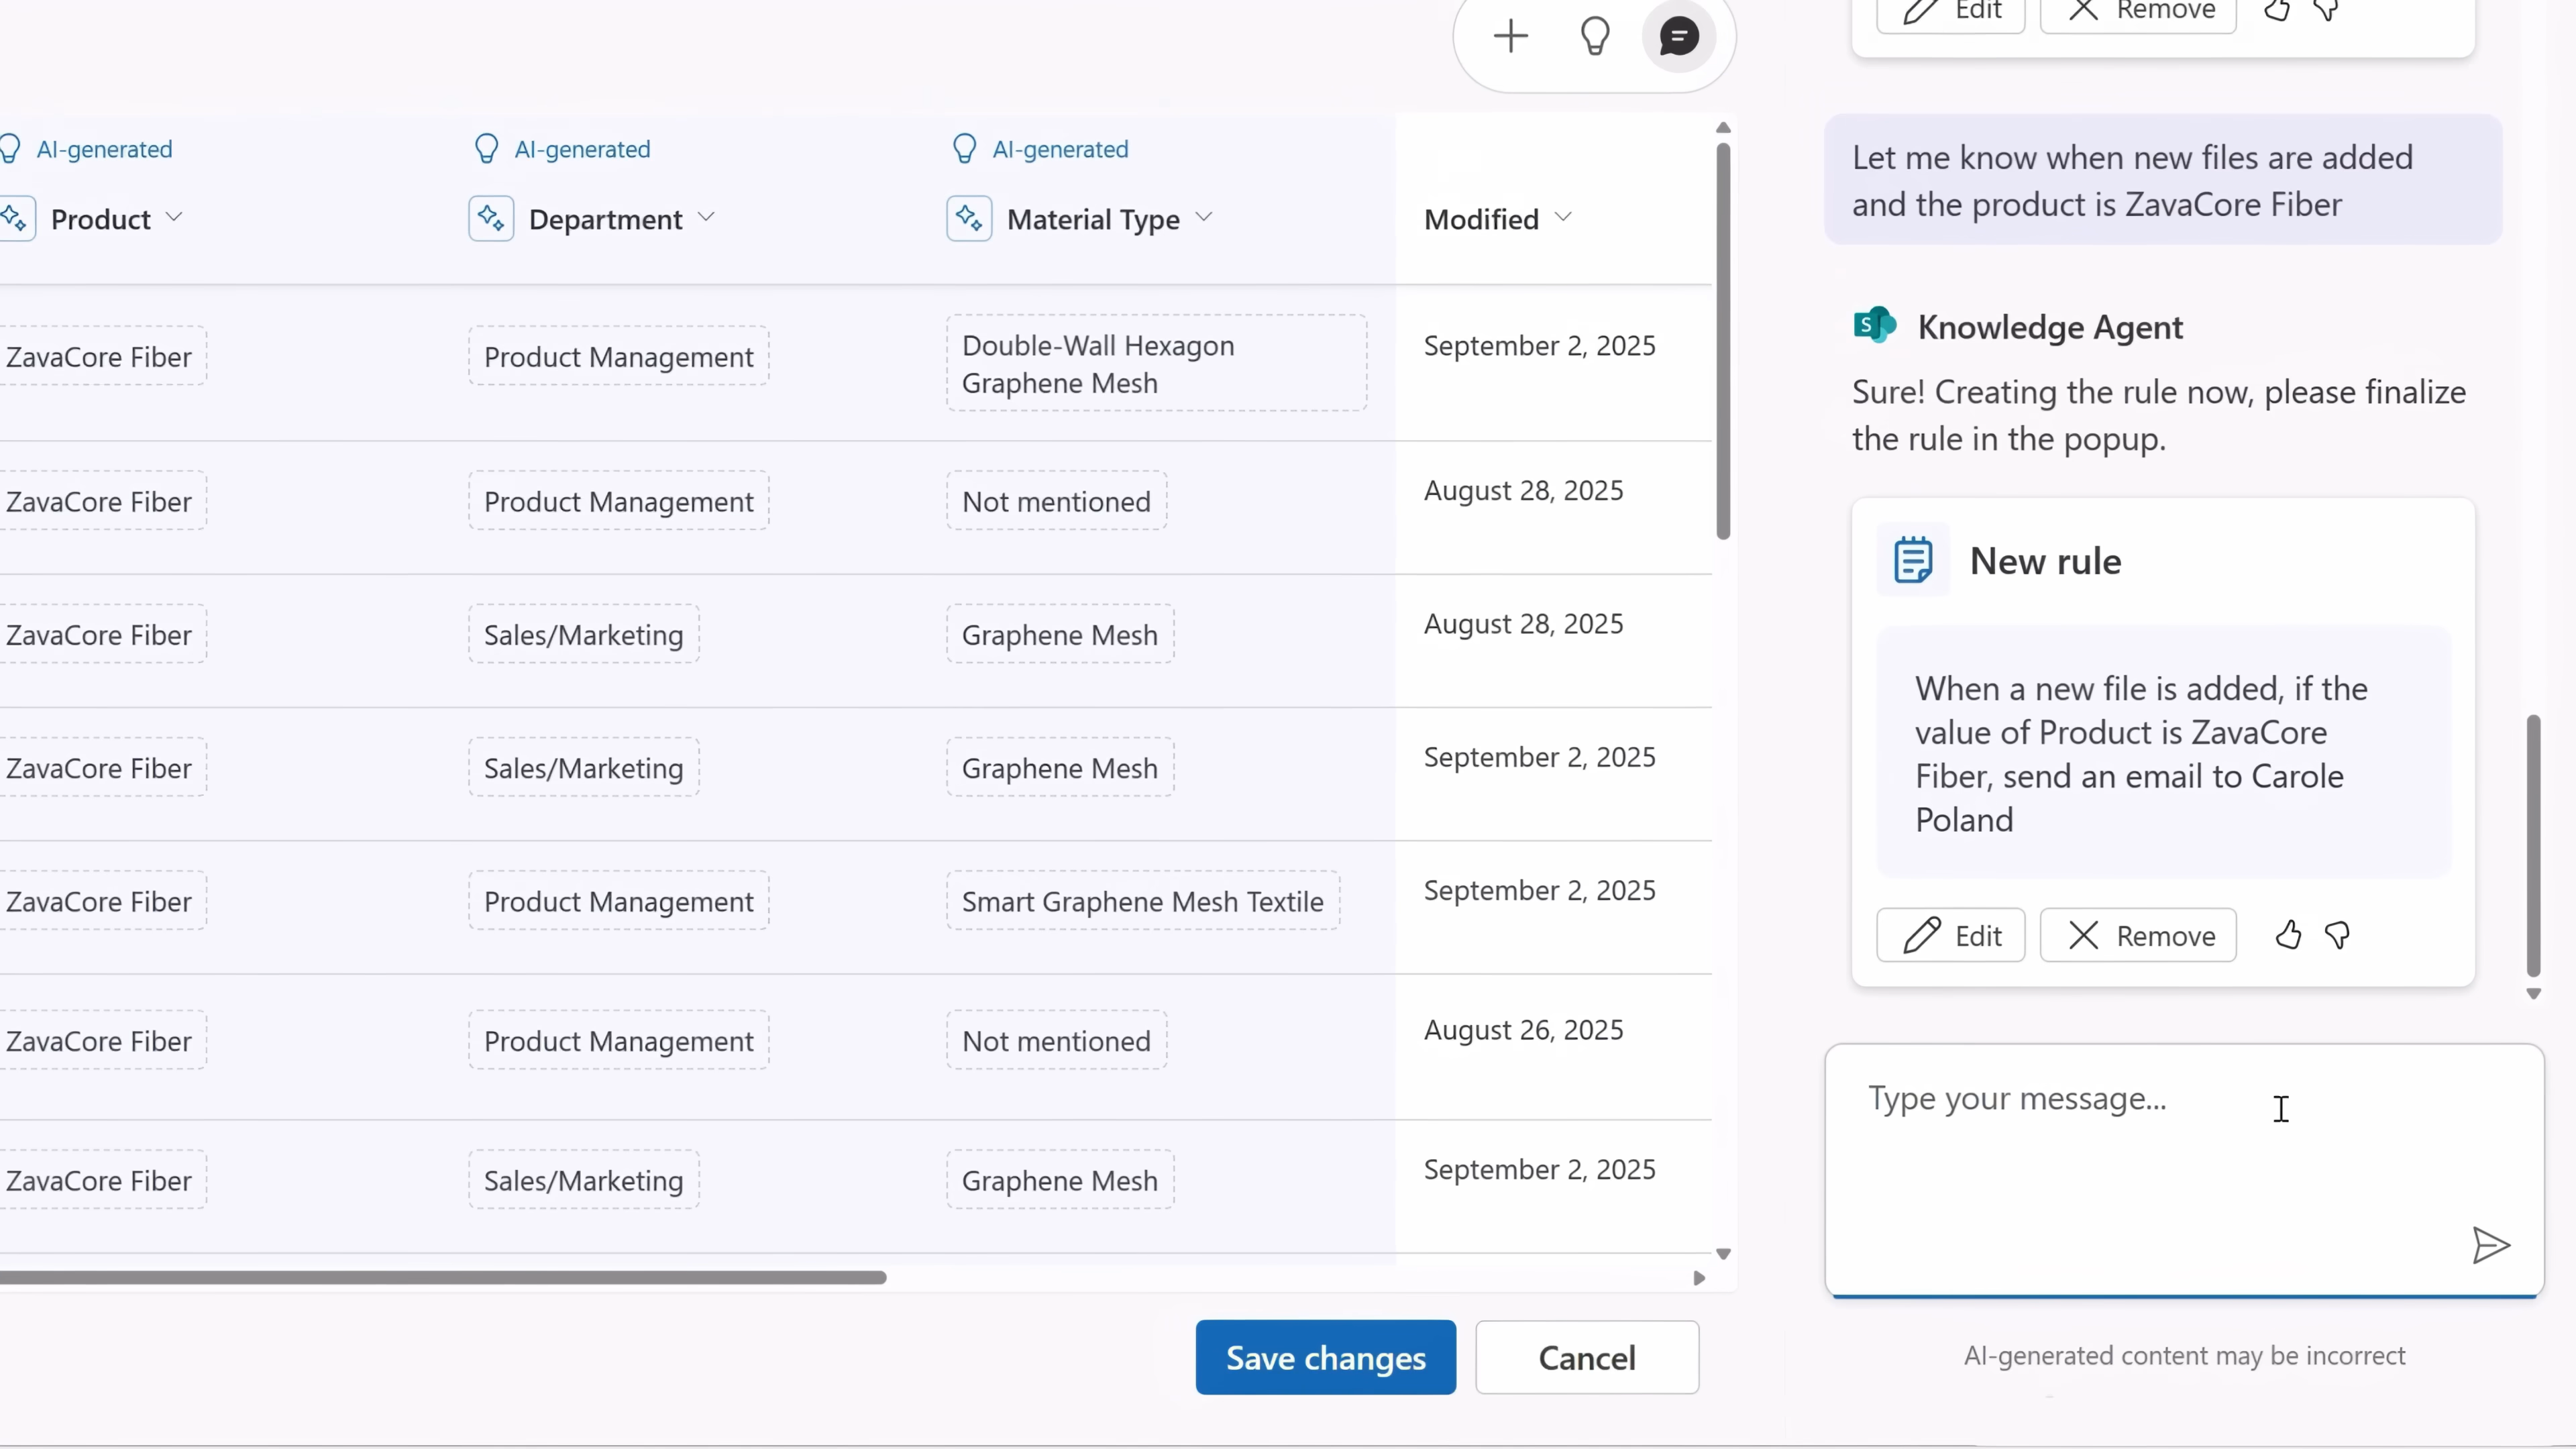 AI-generated
AI-generated
AI-generated
Product
Department
Material Type
Modified
ZavaCore Fiber
Product Management
Double-Wall Hexagon
Graphene Mesh
September 2, 2025
ZavaCore Fiber
Product Management
Not mentioned
August 28, 2025
ZavaCore Fiber
Sales/Marketing
Graphene Mesh
August 28, 2025
ZavaCore Fiber
Sales/Marketing
Graphene Mesh
September 2, 2025
ZavaCore Fiber
Product Management
Smart Graphene Mesh Textile
September 2, 2025
ZavaCore Fiber
Product Management
Not mentioned
August 26, 2025
ZavaCore Fiber
Sales/Marketing
Graphene Mesh
September 2, 2025
Save changes
Cancel
Edit
Remove
Let me know when new files are added
and the product is ZavaCore Fiber
S
Knowledge Agent
Sure! Creating the rule now, please finalize
the rule in the popup.
New rule
When a new file is added, if the
value of Product is ZavaCore
Fiber, send an email to Carole
Poland
Edit
Remove
Type your message...
AI-generated content may be incorrect